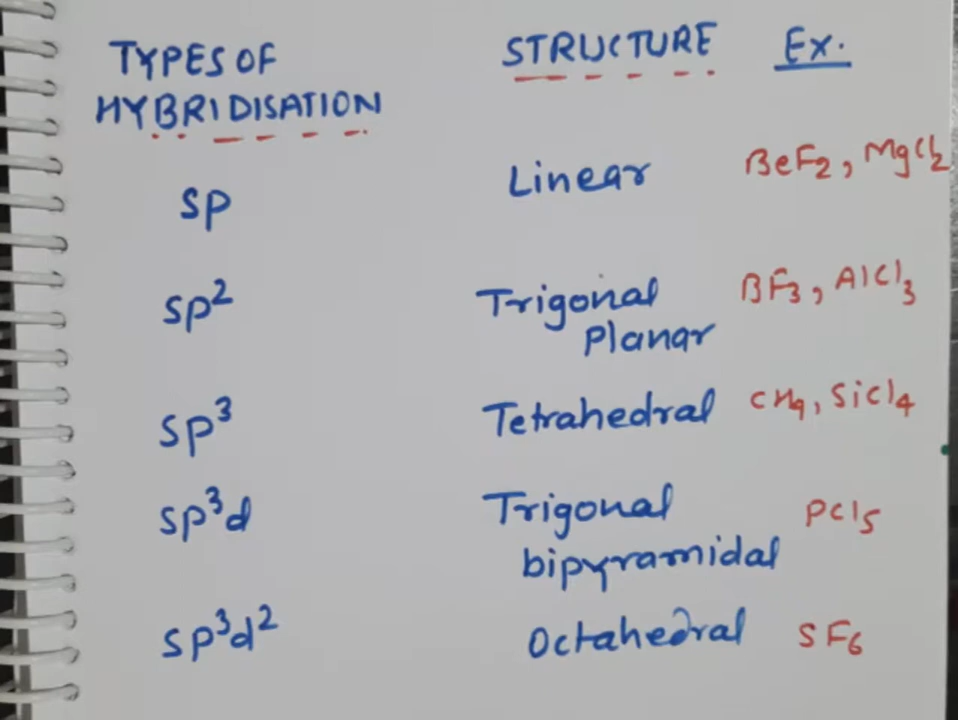 TYPES OF HYBRIDISATION STRUCTURE Ex.
sp Linear BeF2, MgCl2
sp² Trigonal Planar BF3, AlCl3
sp³ Tetrahedral CH4, SiCl4
sp³d Trigonal bipyramidal PCl5
sp³d² Octahedral SF6